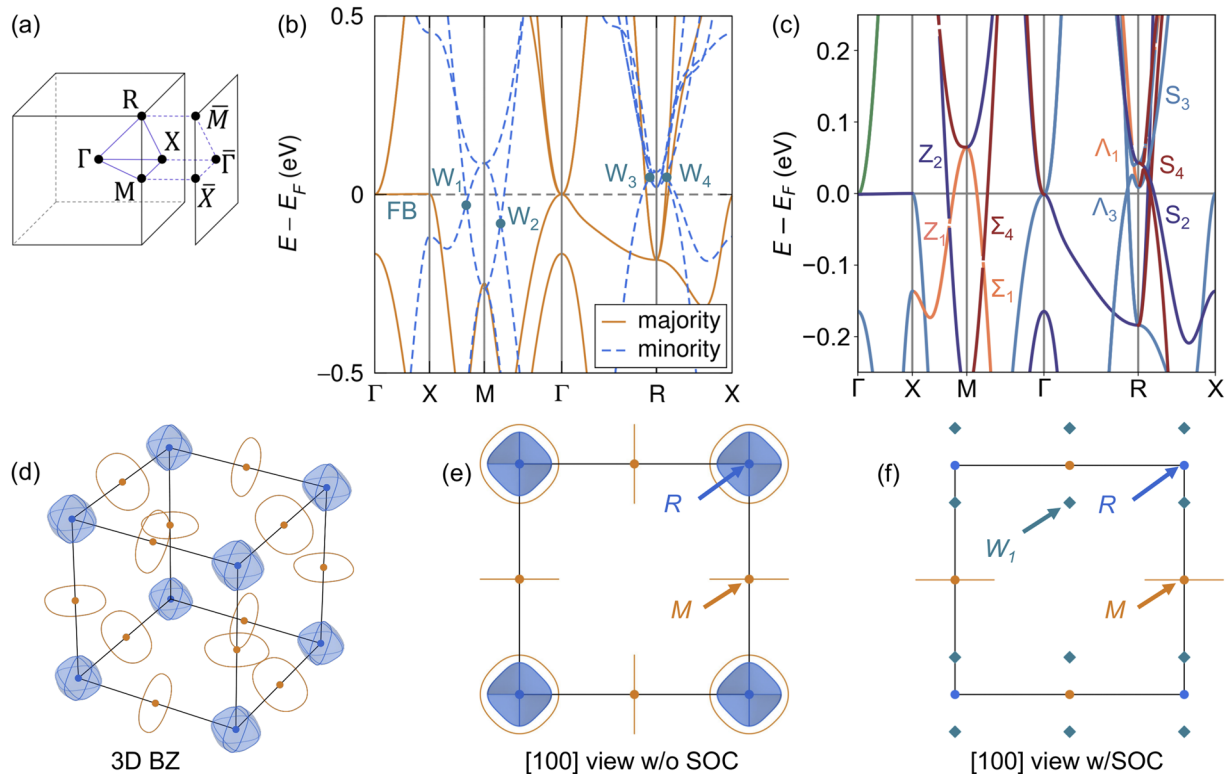 (a)
R
M̅
Γ
X
Γ̅
M
X̅
(b)
0.5
0
−0.5
E − E_F (eV)
FB
W₁
W₂
W₃
W₄
majority
minority
Γ X M Γ R X
(c)
0.2
0.1
0.0
−0.1
−0.2
E − E_F (eV)
Z₂
Z₁
Σ₄
Σ₁
Λ₁
Λ₃
S₃
S₄
S₂
Γ X M Γ R X
(d)
3D BZ
(e)
R
M
[100] view w/o SOC
(f)
R
W₁
M
[100] view w/SOC